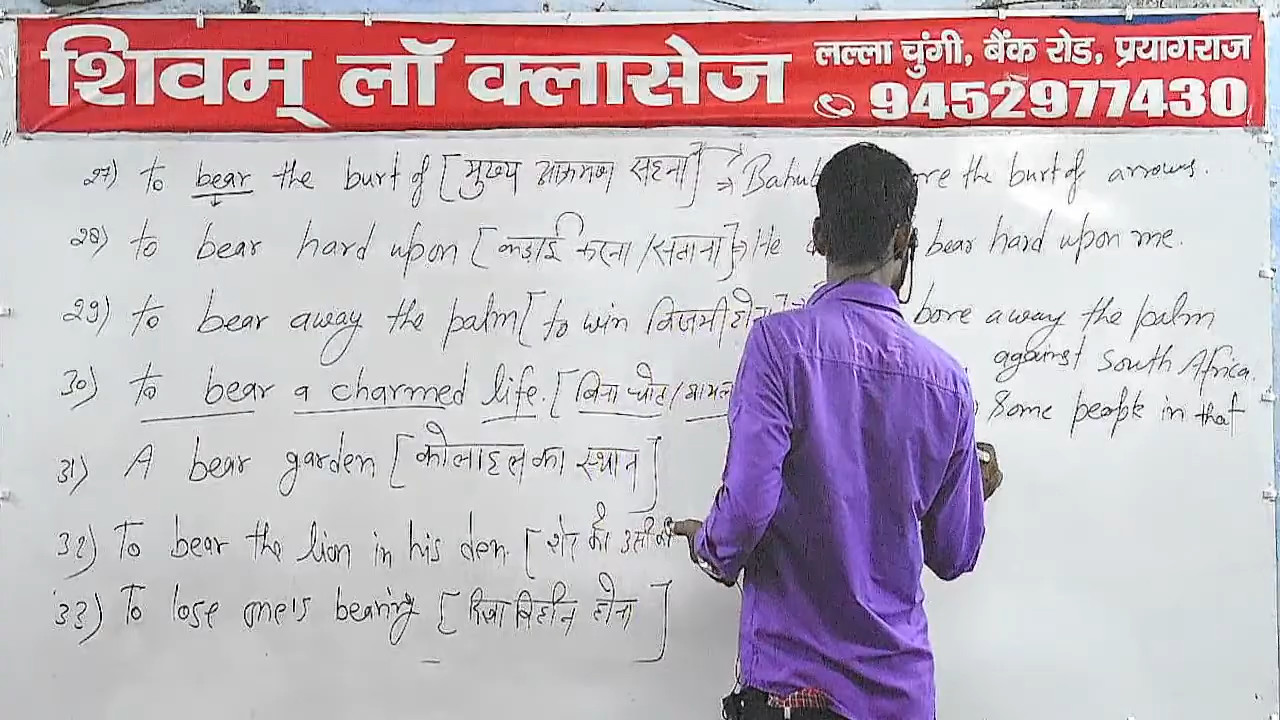 शिवम् लॉ क्लासेज
लल्ला चुंगी, बैंक रोड, प्रयागराज
9452977430
27) to bear the burt of [मुख्य आक्रमण सहना] → the burt of arrows.
28) to bear hard upon [कड़ाई करना/सताना] → He bear hard upon me.
29) to bear away the palm [to win विजयी होना] bore away the palm
against South Africa.
30) to bear a charmed life. [बिना चोट/ Some people in that
31) A bear garden [कोलाहल का स्थान]
32) To bear the lion in his den. [शेर को उसी की
33) To lose one's bearing [दिशा विहीन होना]